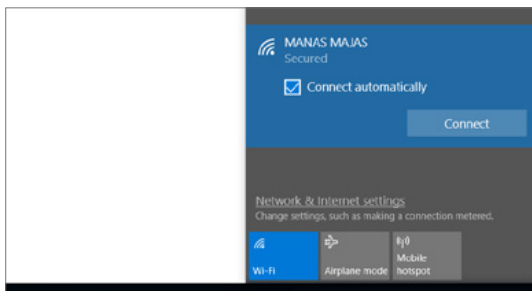 MANAS MAJAS
Secured
Connect automatically
Connect
Network & Internet settings
Change settings, such as making a connection metered.
Wi-Fi
Airplane mode
Mobile
hotspot